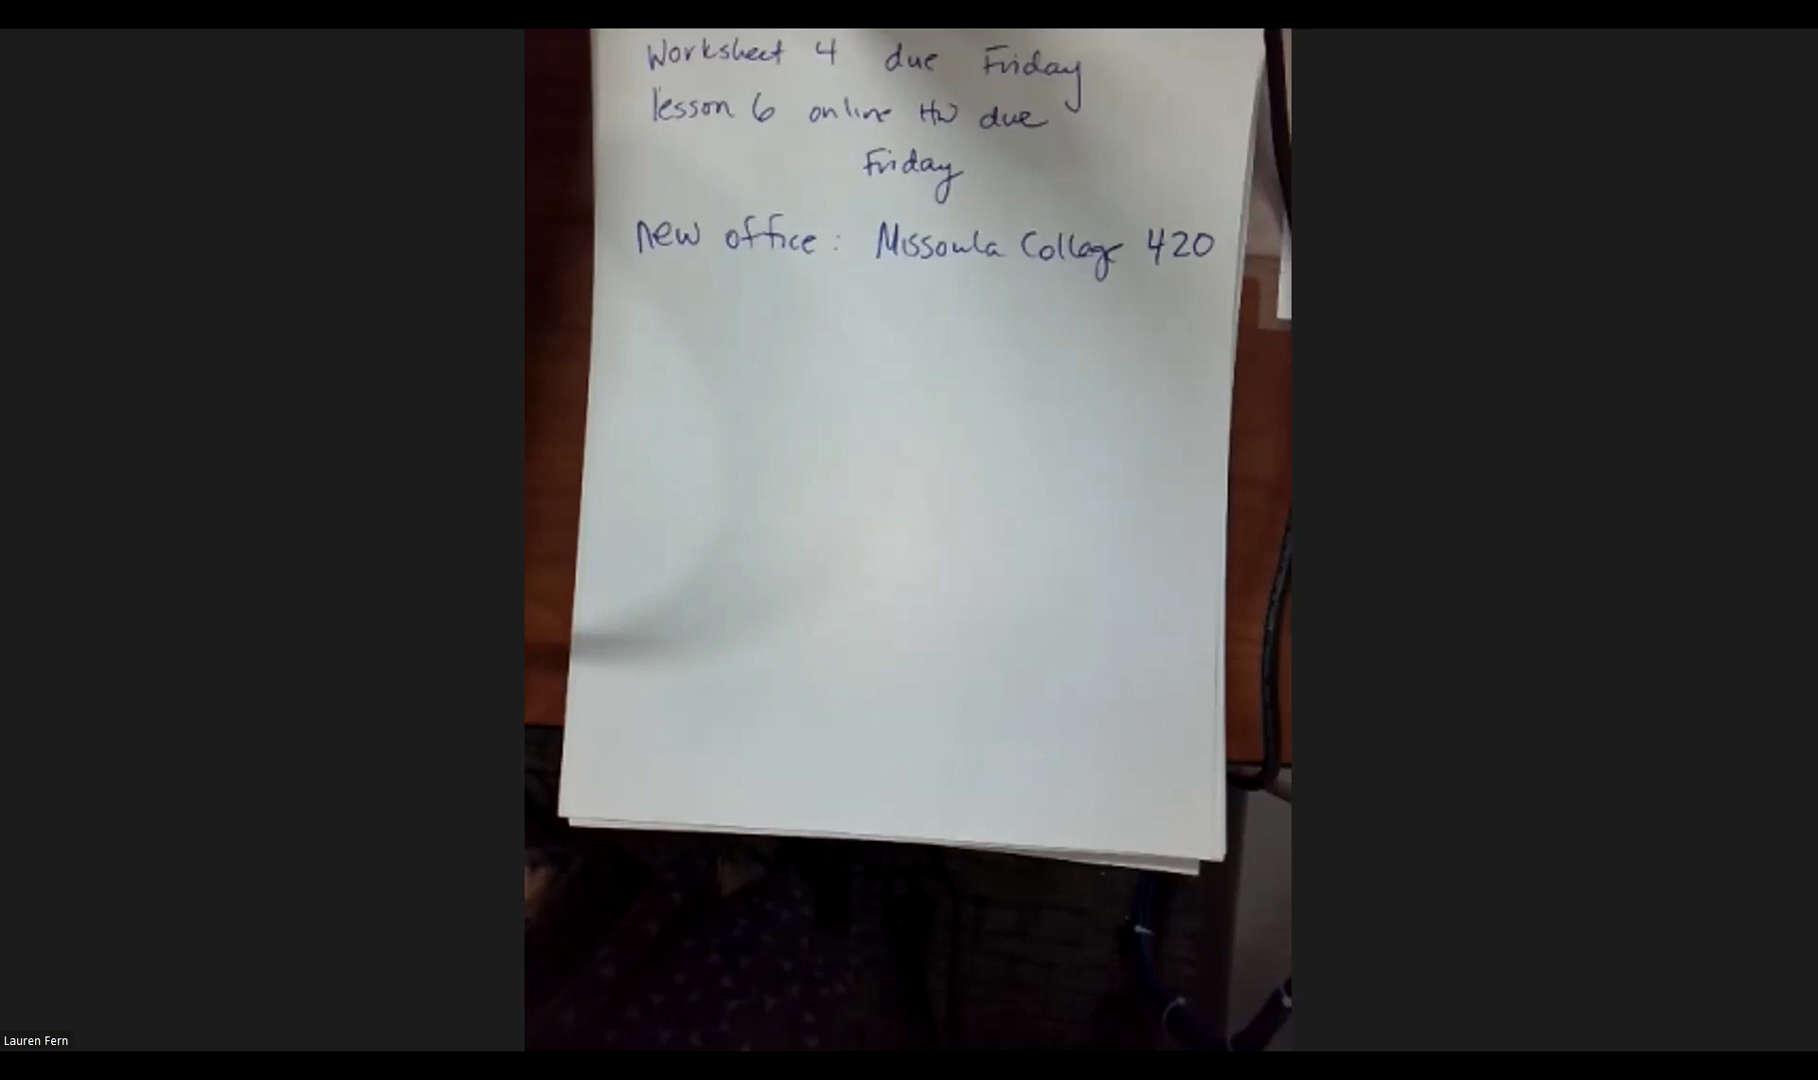 Worksheet 4 due Friday
lesson 6 online HW due
Friday
new office: Missoula College 420
Lauren Fern